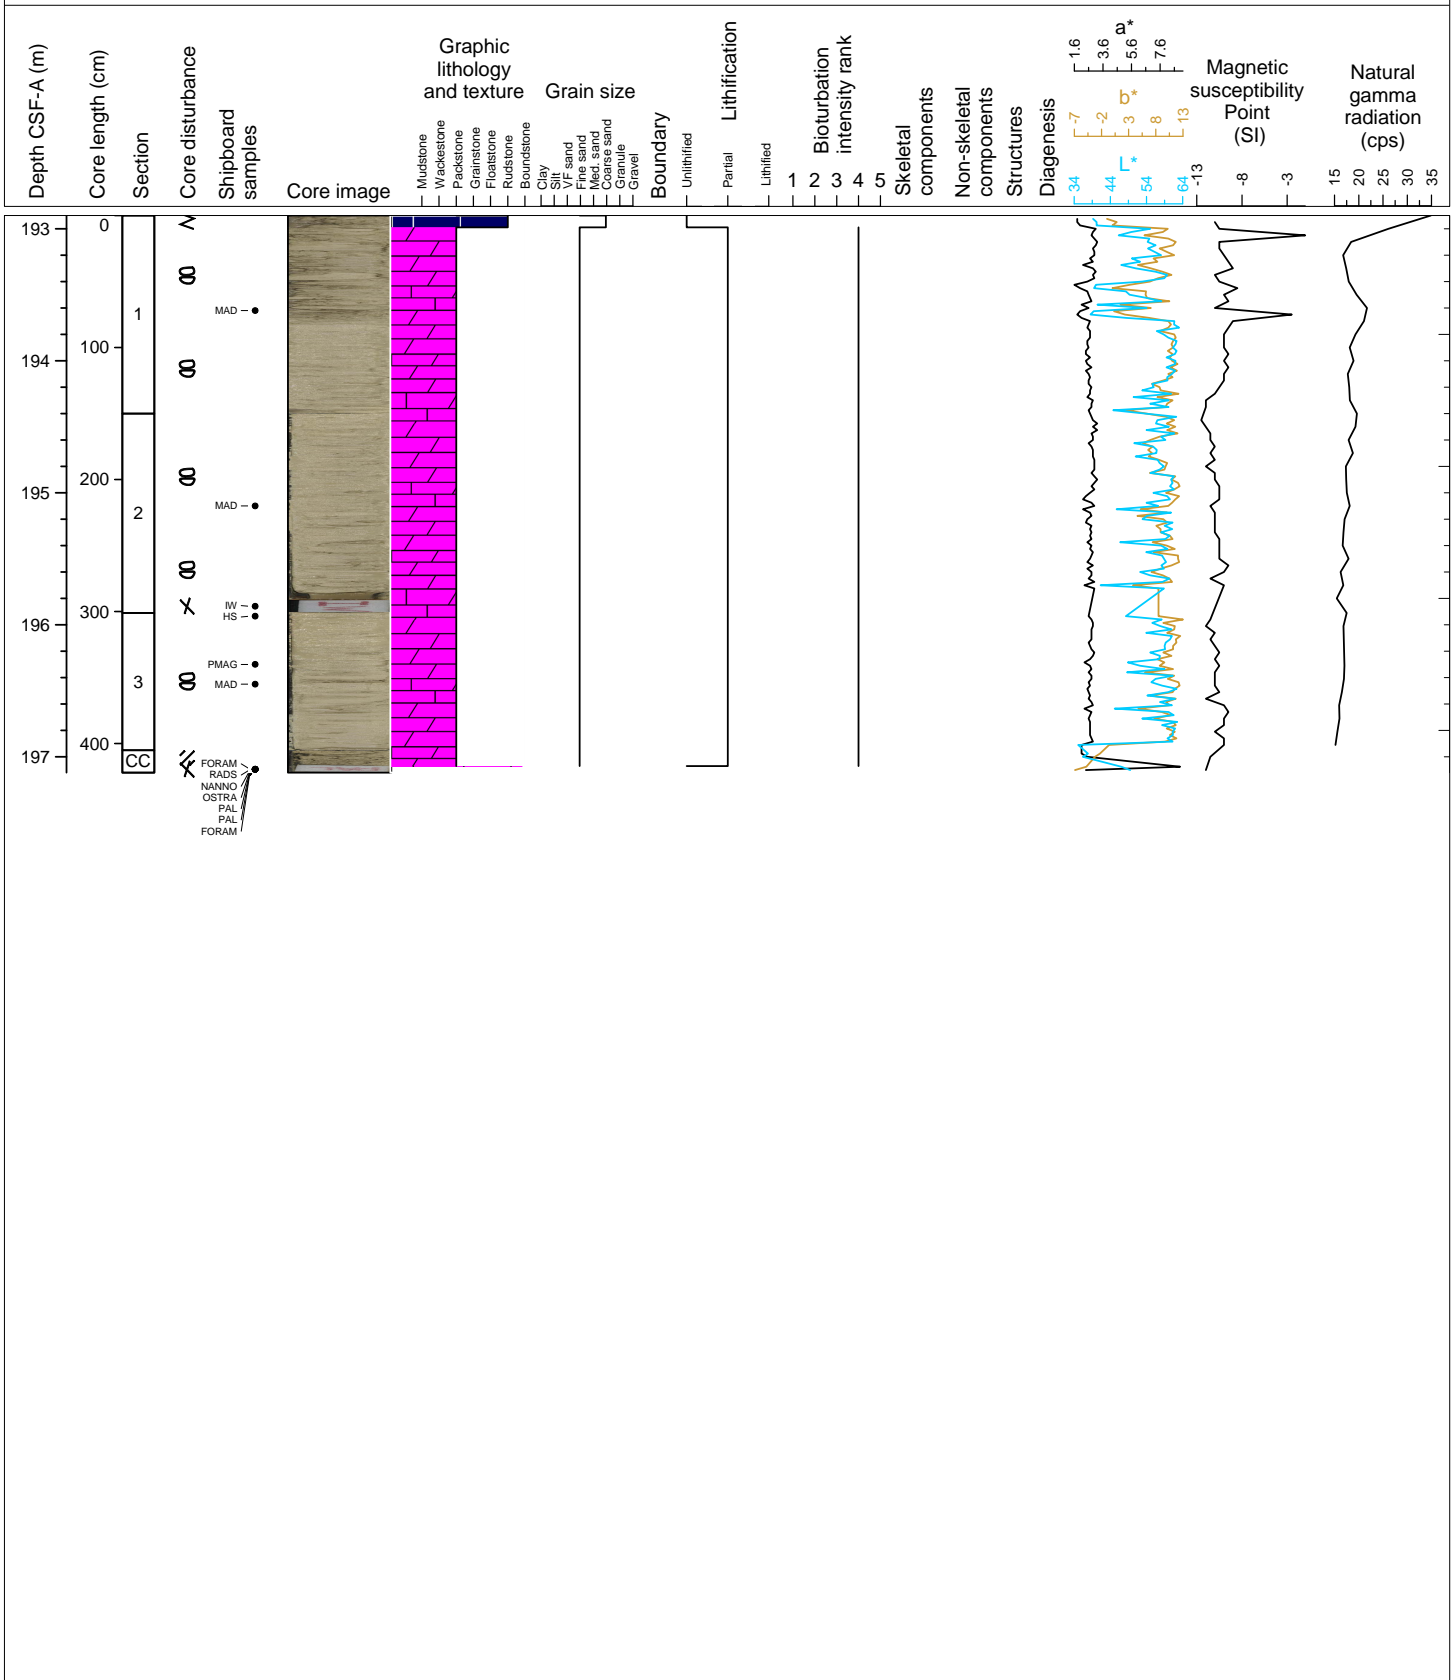 Depth CSF-A (m)
Core length (cm)
Section
Core disturbance
Shipboard
samples
Core image
Graphic
lithology
and texture
Mudstone
Wackestone
Packstone
Grainstone
Floatstone
Rudstone
Boundstone
Grain size
Clay
Silt
VF sand
Fine sand
Med. sand
Coarse sand
Granule
Gravel
Boundary
Lithification
Unlithified
Partial
Lithified
Bioturbation
intensity rank
1 2 3 4 5
Skeletal
components
Non-skeletal
components
Structures
Diagenesis
a*
1.6 3.6 5.6 7.6
b*
-7 -2 3 8 13
L*
34 44 54 64
Magnetic
susceptibility
Point
(SI)
-13 -8 -3
Natural
gamma
radiation
(cps)
15 20 25 30 35
193
194
195
196
197
0
100
200
300
400
1
2
3
CC
MAD
MAD
IW
HS
PMAG
MAD
FORAM
RADS
NANNO
OSTRA
PAL
PAL
FORAM